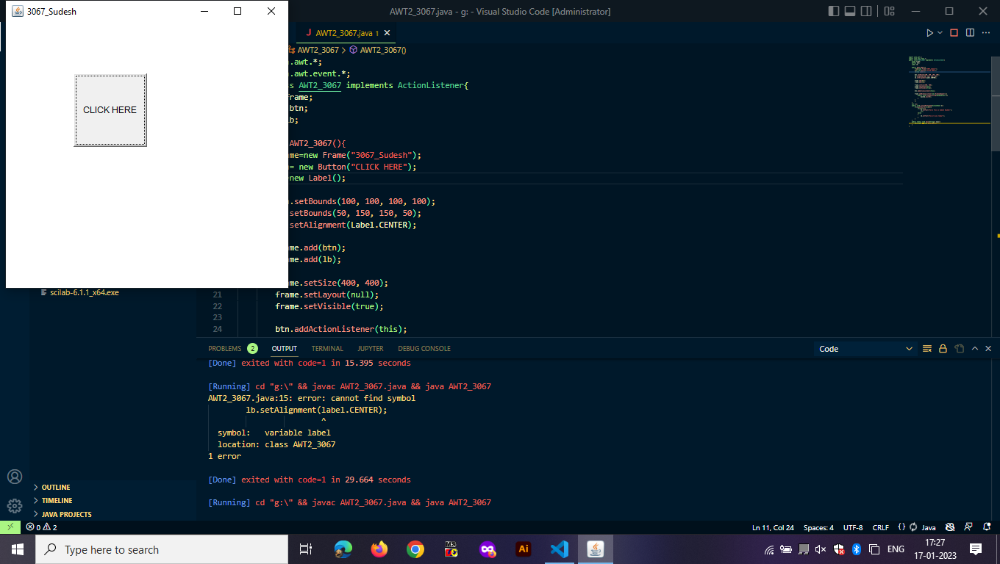 3067_Sudesh
AWT2_3067.java - g: - Visual Studio Code [Administrator]
CLICK HERE
J AWT2_3067.java 1
AWT2_3067 > AWT2_3067()
.awt.*;
.awt.event.*;
AWT2_3067 implements ActionListener{
rame;
btn;
b;
AWT2_3067(){
me=new Frame("3067_Sudesh");
= new Button("CLICK HERE");
new Label();
.setBounds(100, 100, 100, 100);
setBounds(50, 150, 150, 50);
setAlignment(Label.CENTER);
me.add(btn);
me.add(lb);
me.setSize(400, 400);
21 frame.setLayout(null);
22 frame.setVisible(true);
23
24 btn.addActionListener(this);
scilab-6.1.1_x64.exe
OUTLINE
TIMELINE
JAVA PROJECTS
PROBLEMS 2 OUTPUT TERMINAL JUPYTER DEBUG CONSOLE Code
[Done] exited with code=1 in 15.395 seconds
[Running] cd "g:\" && javac AWT2_3067.java && java AWT2_3067
AWT2_3067.java:15: error: cannot find symbol
lb.setAlignment(label.CENTER);
^
symbol: variable label
location: class AWT2_3067
1 error
[Done] exited with code=1 in 29.664 seconds
[Running] cd "g:\" && javac AWT2_3067.java && java AWT2_3067
0 2 Ln 11, Col 24 Spaces: 4 UTF-8 CRLF {} Java
Type here to search
Ai
ENG
17:27
17-01-2023